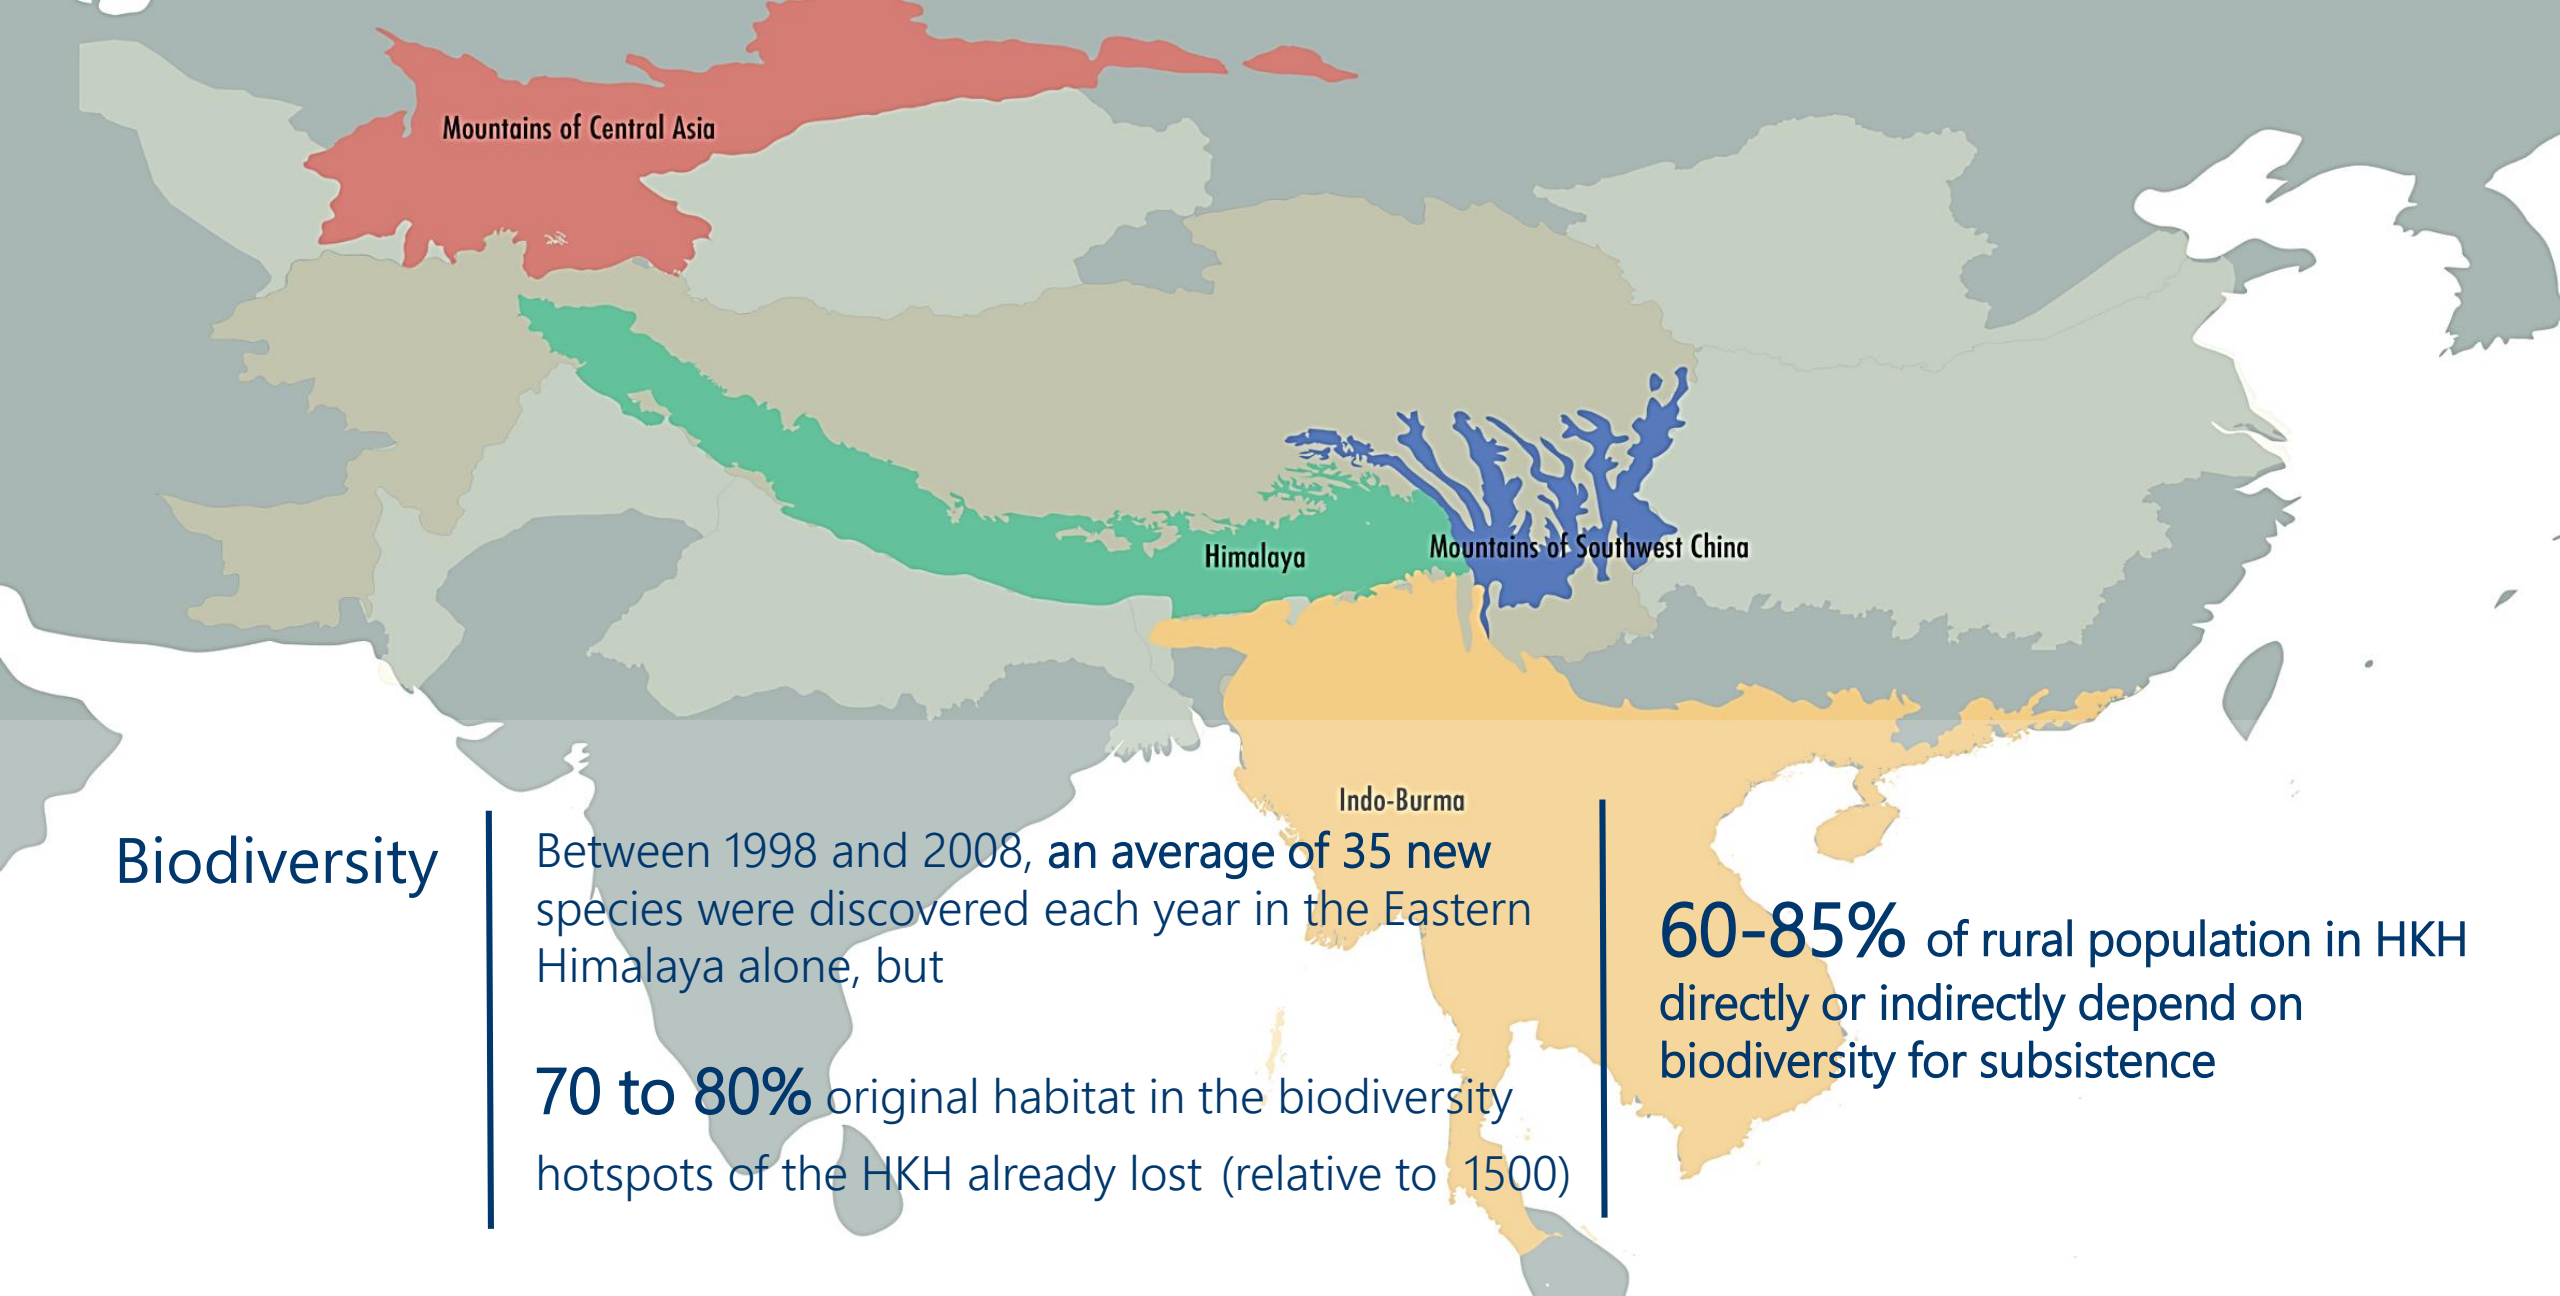 Mountains of Central Asia
Himalaya
Mountains of Southwest China
Indo-Burma
Biodiversity
Between 1998 and 2008, an average of 35 new
species were discovered each year in the Eastern
Himalaya alone, but
70 to 80% original habitat in the biodiversity
hotspots of the HKH already lost (relative to 1500)
60-85% of rural population in HKH
directly or indirectly depend on
biodiversity for subsistence